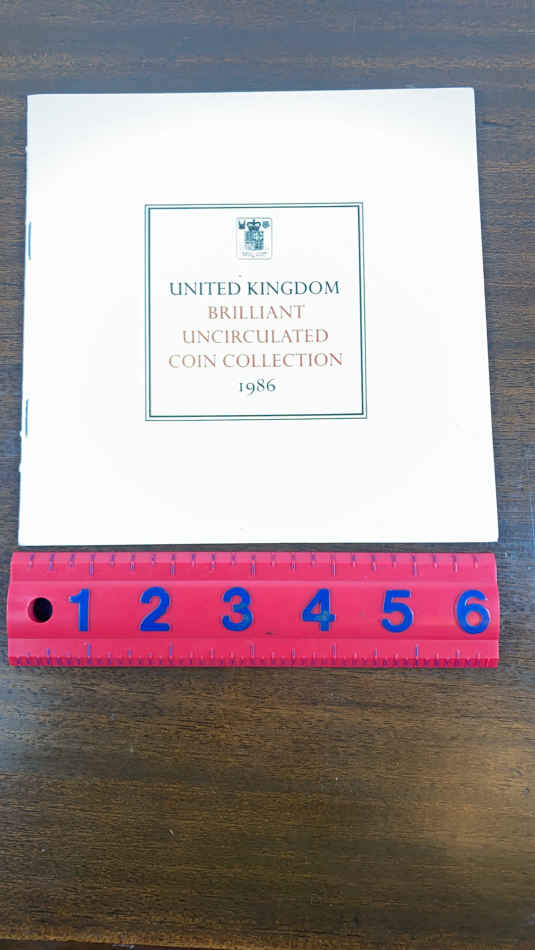 UNITED KINGDOM
BRILLIANT
UNCIRCULATED
COIN COLLECTION
1986
1 2 3 4 5 6